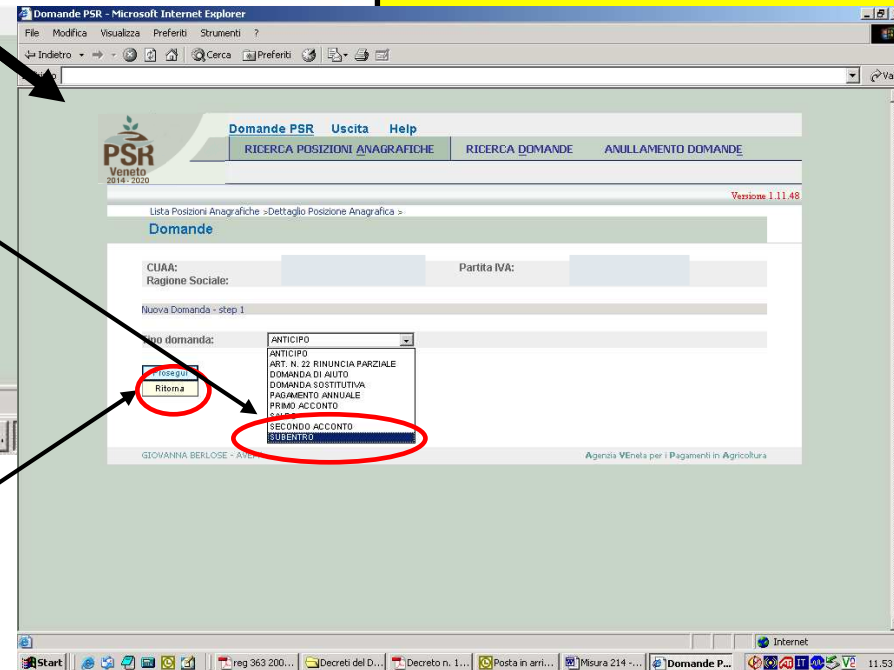 Domande PSR - Microsoft Internet Explorer
File Modifica Visualizza Preferiti Strumenti ?
Indietro Cerca Preferiti
Va
PSR
Veneto
2014 - 2020
Domande PSR Uscita Help
RICERCA POSIZIONI ANAGRAFICHE RICERCA DOMANDE ANULLAMENTO DOMANDE
Versione 1.11.48
Lista Posizioni Anagrafiche >Dettaglio Posizione Anagrafica >
Domande
CUAA: Partita IVA:
Ragione Sociale:
Nuova Domanda - step 1
Tipo domanda: ANTICIPO
ANTICIPO
ART. N. 22 RINUNCIA PARZIALE
DOMANDA DI AIUTO
DOMANDA SOSTITUTIVA
PAGAMENTO ANNUALE
PRIMO ACCONTO
SALDO
SECONDO ACCONTO
SUBENTRO
Prosegui
Ritorna
GIOVANNA BERLOSE - Agenzia VEneta per i Pagamenti in Agricoltura
Internet
Start reg 363 200... Decreti del D... Decreto n. 1... Posta in arri... Misura 214 -... Domande P... 11.53